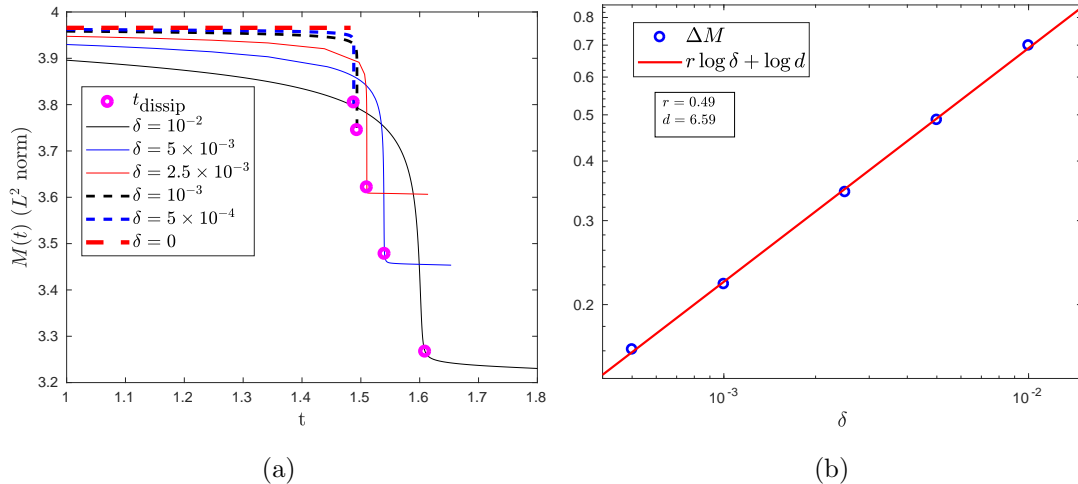 4
3.9
3.8
3.7
3.6
3.5
3.4
3.3
3.2
M(t) (L² norm)
t_dissip
δ = 10⁻²
δ = 5 × 10⁻³
δ = 2.5 × 10⁻³
δ = 10⁻³
δ = 5 × 10⁻⁴
δ = 0
1 1.1 1.2 1.3 1.4 1.5 1.6 1.7 1.8
t
(a)
0.8
0.7
0.6
0.5
0.4
0.3
0.2
ΔM
r log δ + log d
r = 0.49
d = 6.59
10⁻³ 10⁻²
δ
(b)